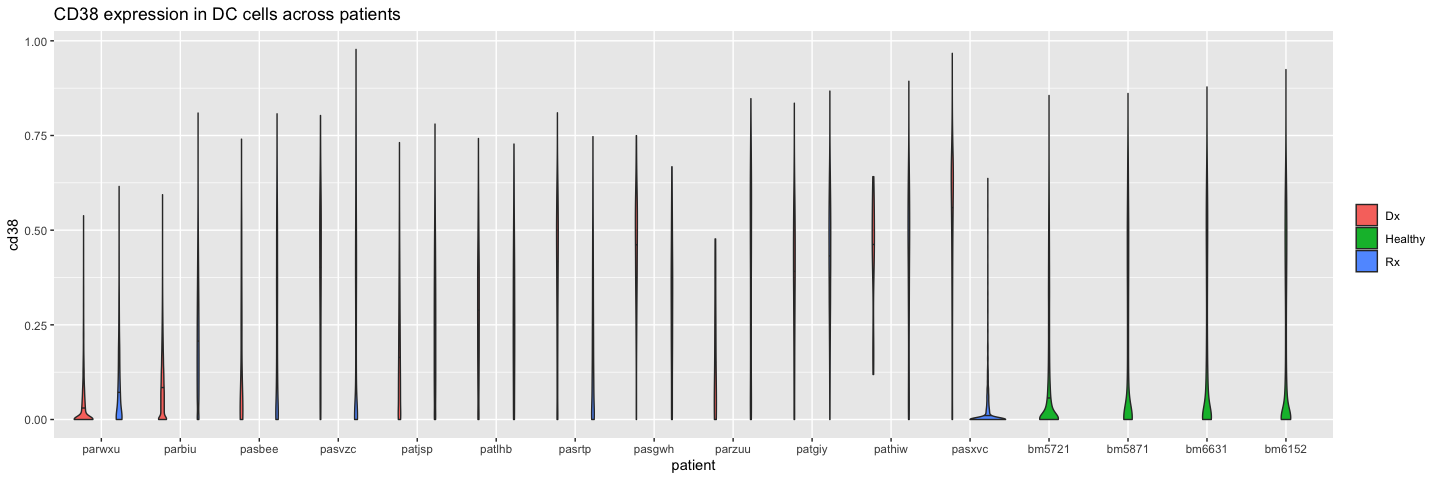 CD38 expression in DC cells across patients
1.00
0.75
0.50
0.25
0.00
cd38
parwxu parbiu pasbee pasvzc patjsp patlhb pasrtp pasgwh parzuu patgiy pathiw pasxvc bm5721 bm5871 bm6631 bm6152
patient
Dx
Healthy
Rx